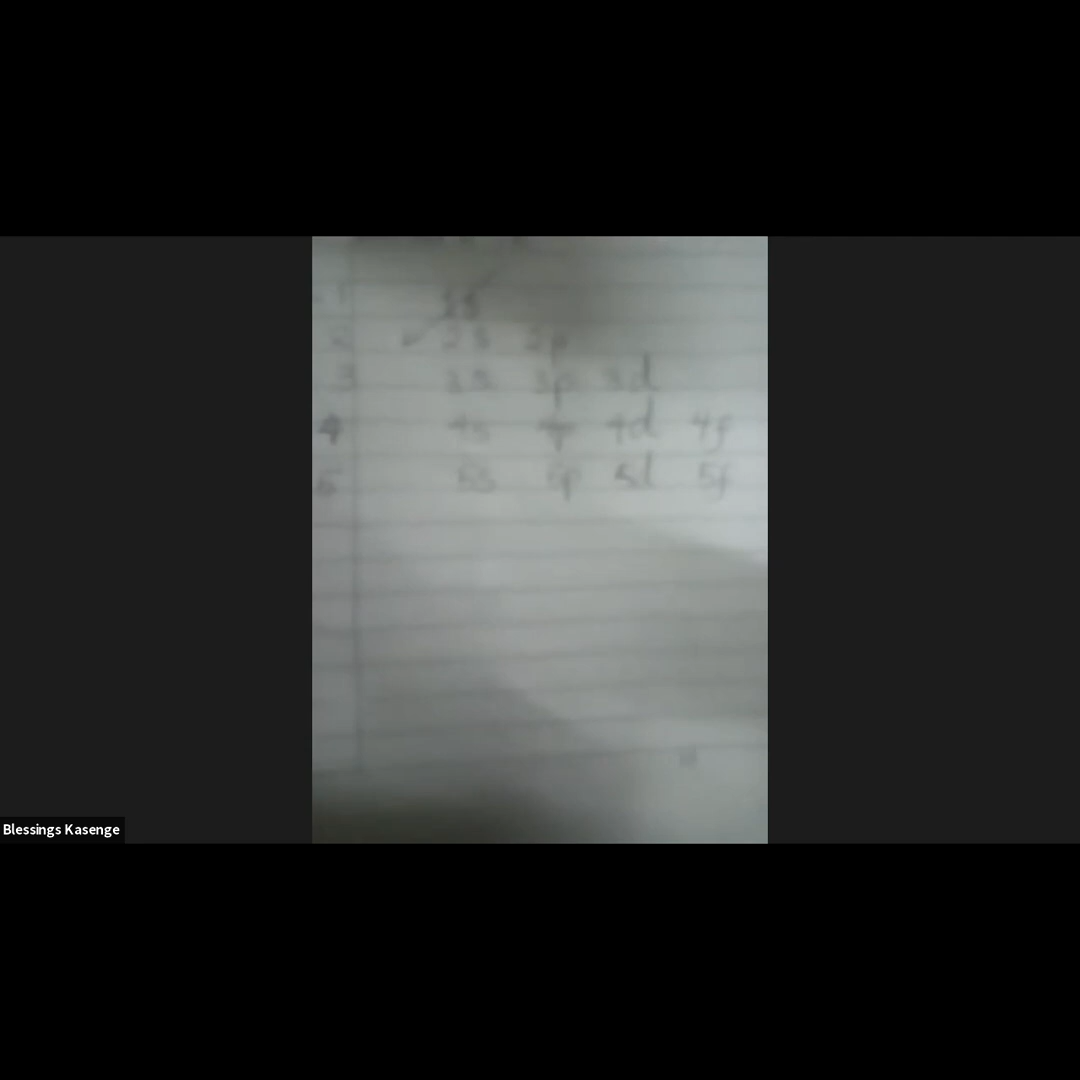 1 1s
2 2s 2p
3 3s 3p 3d
4 4s 4p 4d 4f
5 5s 5p 5d 5f
Blessings Kasenge